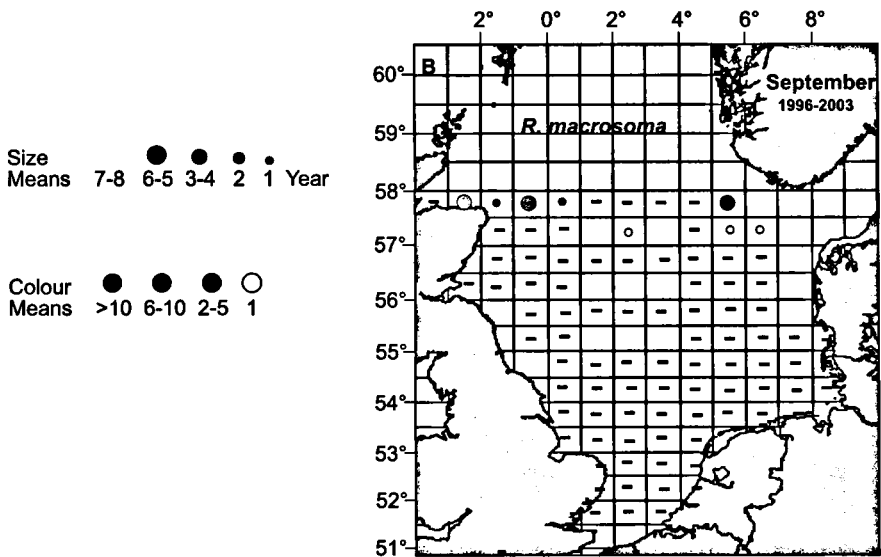 2° 0° 2° 4° 6° 8°
B
60°
September
1996-2003
59°
R. macrosoma
Size
Means 7-8 6-5 3-4 2 1 Year
58°
57°
Colour
Means >10 6-10 2-5 1
56°
55°
54°
53°
52°
51°